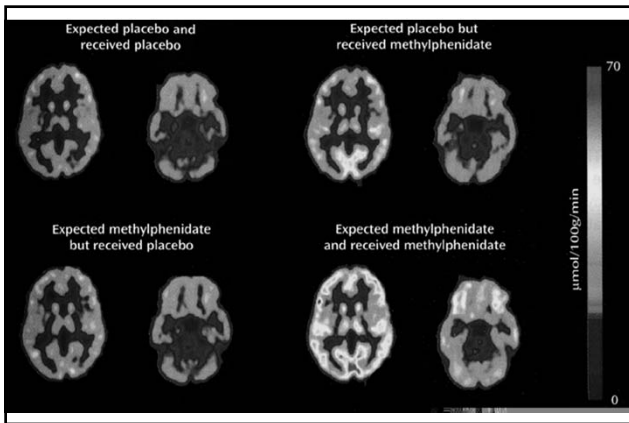 Expected placebo and
received placebo
Expected placebo but
received methylphenidate
70
Expected methylphenidate
but received placebo
Expected methylphenidate
and received methylphenidate
µmol/100g/min
0